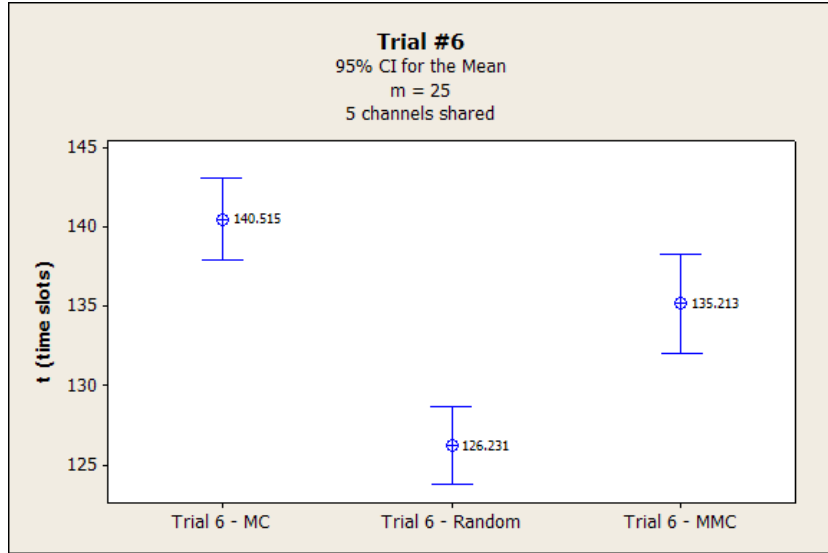 Trial #6
95% CI for the Mean
m = 25
5 channels shared
t (time slots)
145
140
135
130
125
140.515
126.231
135.213
Trial 6 - MC
Trial 6 - Random
Trial 6 - MMC